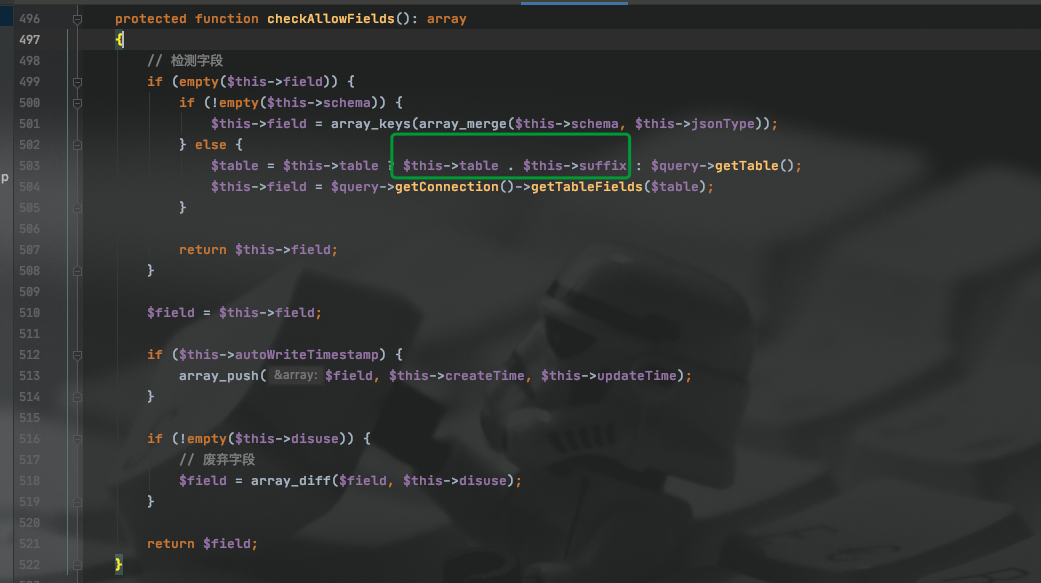 496 protected function checkAllowFields(): array
497 {
498 // 检测字段
499 if (empty($this->field)) {
500 if (!empty($this->schema)) {
501 $this->field = array_keys(array_merge($this->schema, $this->jsonType));
502 } else {
503 $table = $this->table ? $this->table . $this->suffix : $query->getTable();
p
504 $this->field = $query->getConnection()->getTableFields($table);
505 }
506
507 return $this->field;
508 }
509
510 $field = $this->field;
511
512 if ($this->autoWriteTimestamp) {
513 array_push( &array: $field, $this->createTime, $this->updateTime);
514 }
515
516 if (!empty($this->disuse)) {
517 // 废弃字段
518 $field = array_diff($field, $this->disuse);
519 }
520
521 return $field;
522 }